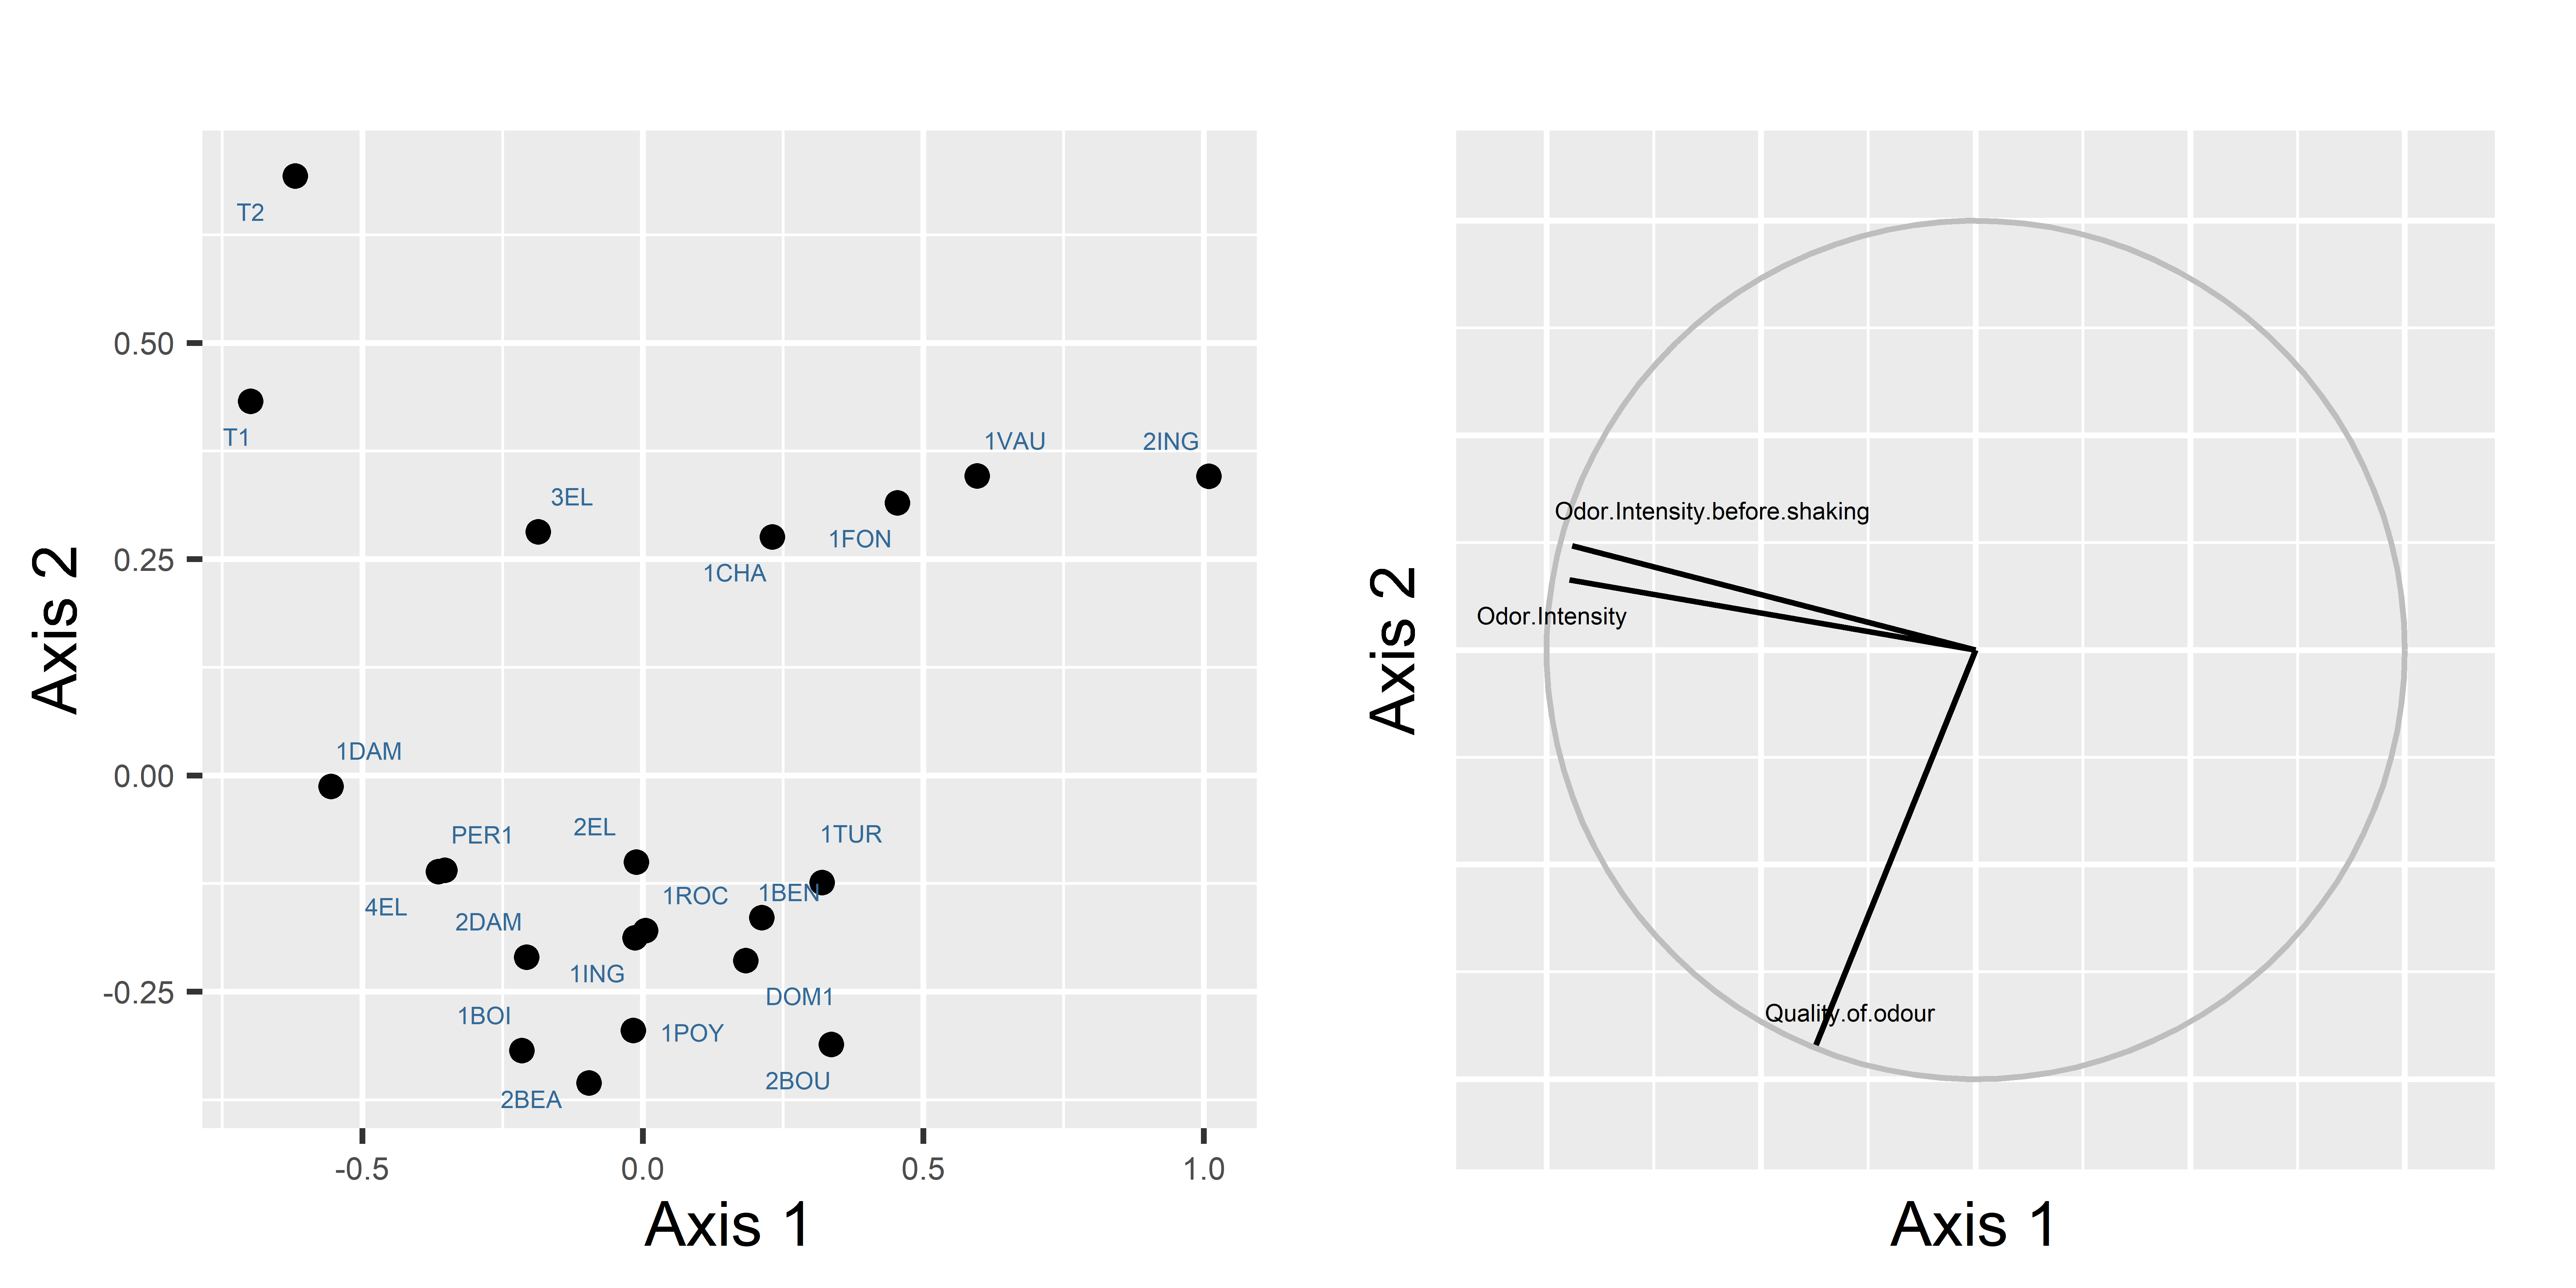 T2
0.50
T1
1VAU
2ING
3EL
1FON
1CHA
0.25
Axis 2
1DAM
0.00
2EL
PER1
1TUR
1BEN
1ROC
4EL
2DAM
1ING
-0.25
DOM1
1BOI
1POY
2BOU
2BEA
-0.5
0.0
0.5
1.0
Axis 1
Odor.Intensity.before.shaking
Odor.Intensity
Axis 2
Quality.of.odour
Axis 1